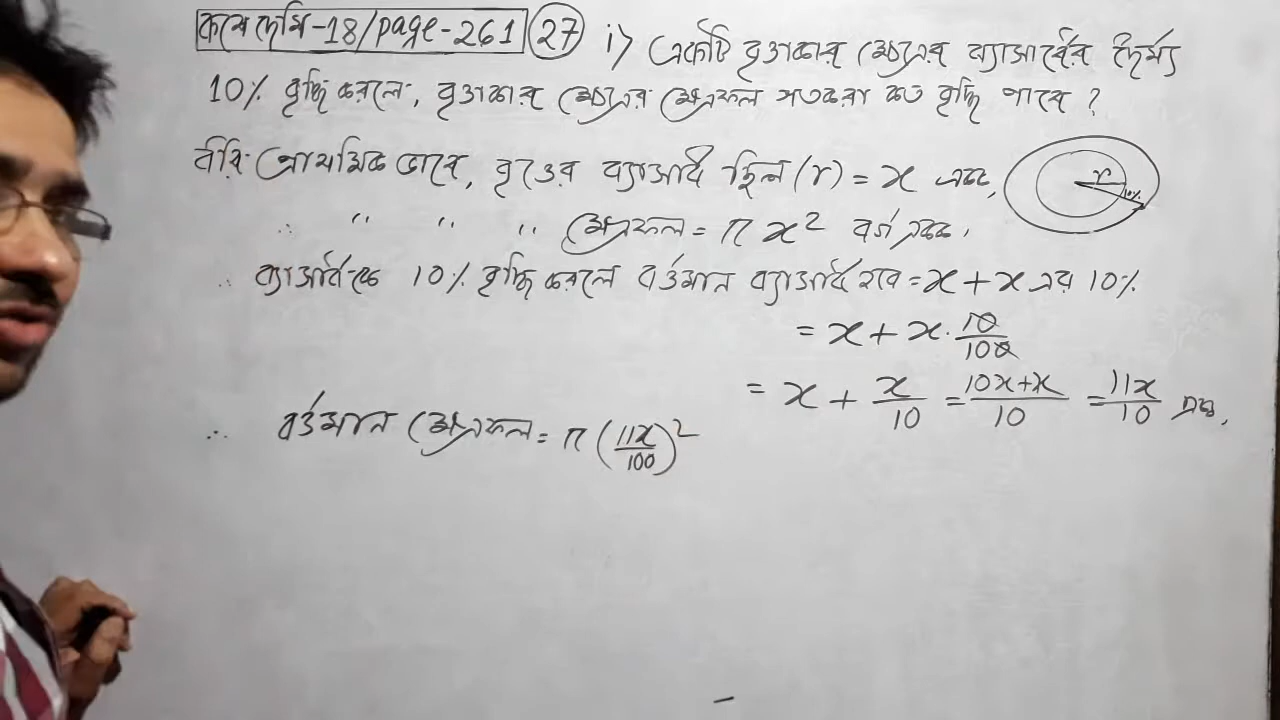 কষে দেখি-18/page-261 27 i) একটি বৃত্তাকার ক্ষেত্রের ব্যাসার্ধের দৈর্ঘ্য
10% বৃদ্ধি করলে, বৃত্তাকার ক্ষেত্রের ক্ষেত্রফল শতকরা কত বৃদ্ধি পাবে ?
ধরি প্রাথমিক ভাবে, বৃত্তের ব্যাসার্ধ ছিল (r) = x একক,
r 10%
∴ " " " ক্ষেত্রফল = π x² বর্গ একক,
∴ ব্যাসার্ধকে 10% বৃদ্ধি করলে বর্তমান ব্যাসার্ধ হবে = x + x এর 10%
= x + x · 10/100
= x + x/10 = 10x+x/10 = 11x/10 একক,
∴ বর্তমান ক্ষেত্রফল = π (11x/100)²